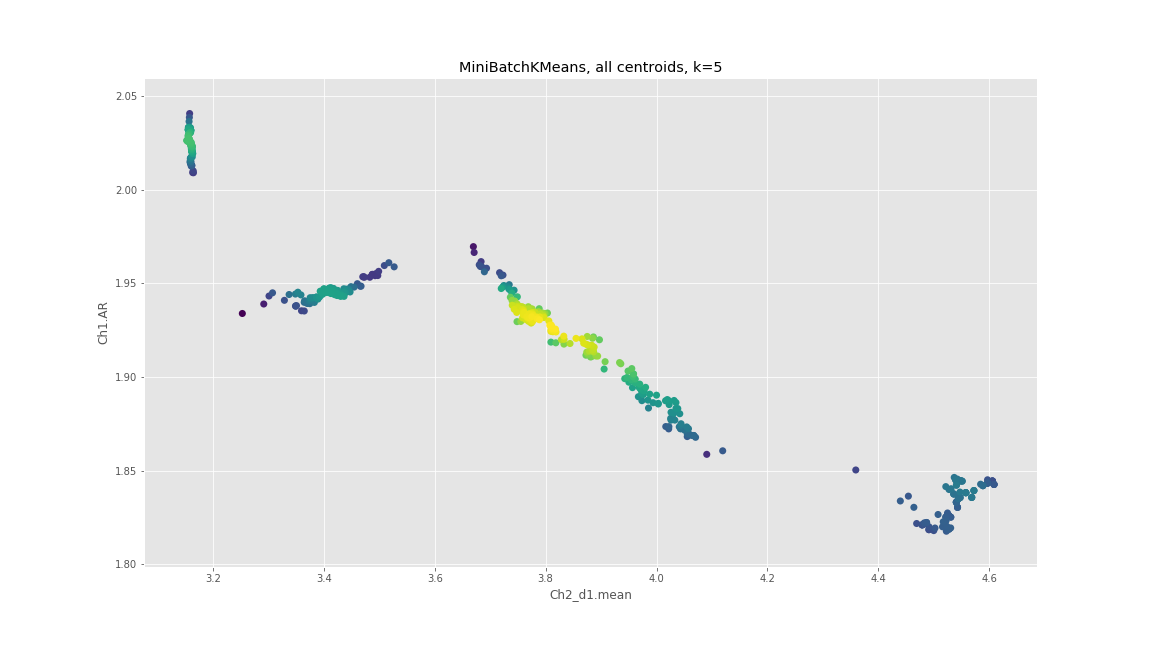 MiniBatchKMeans, all centroids, k=5
2.05
2.00
1.95
1.90
1.85
1.80
Ch1.AR
3.2 3.4 3.6 3.8 4.0 4.2 4.4 4.6
Ch2_d1.mean